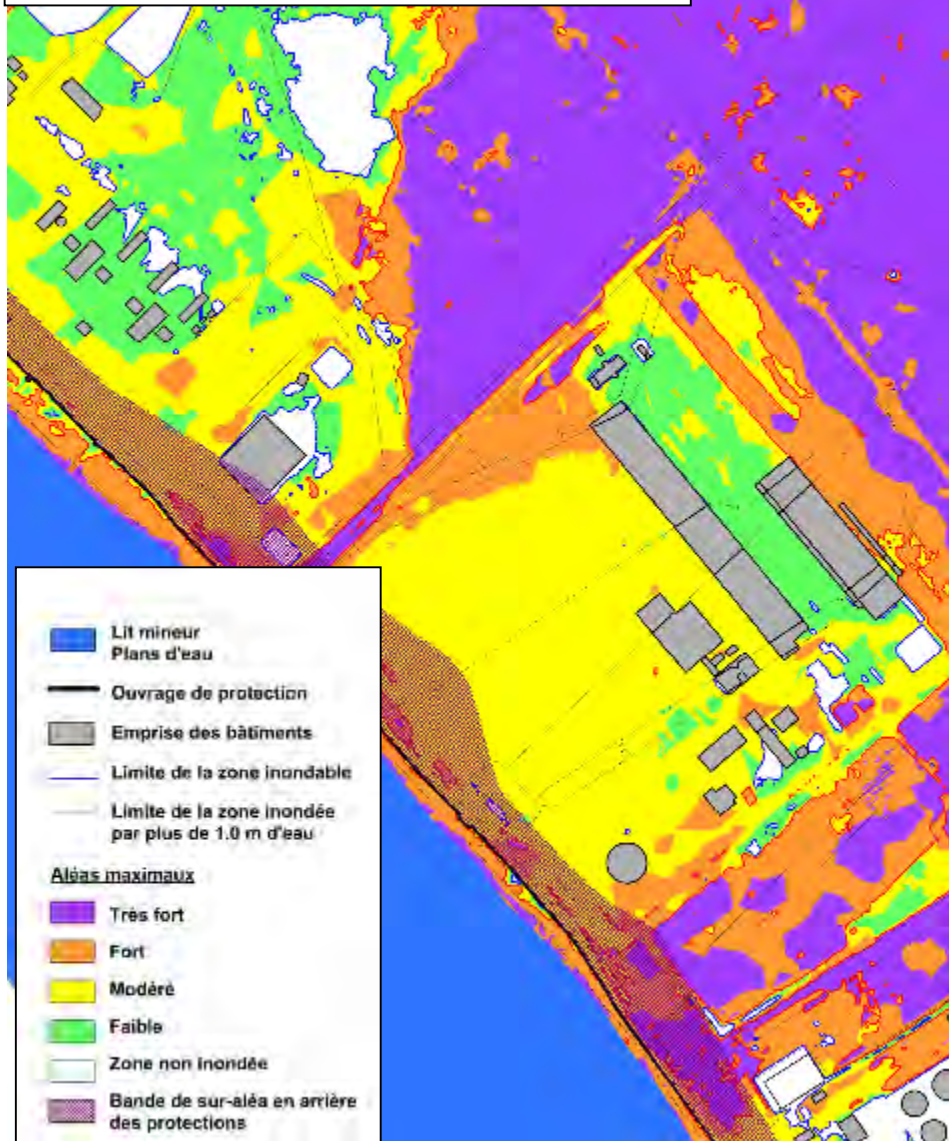 Lit mineur
Plans d'eau
Ouvrage de protection
Emprise des bâtiments
Limite de la zone inondable
Limite de la zone inondée
par plus de 1.0 m d'eau
Aléas maximaux
Très fort
Fort
Modéré
Faible
Zone non inondée
Bande de sur-aléa en arrière
des protections